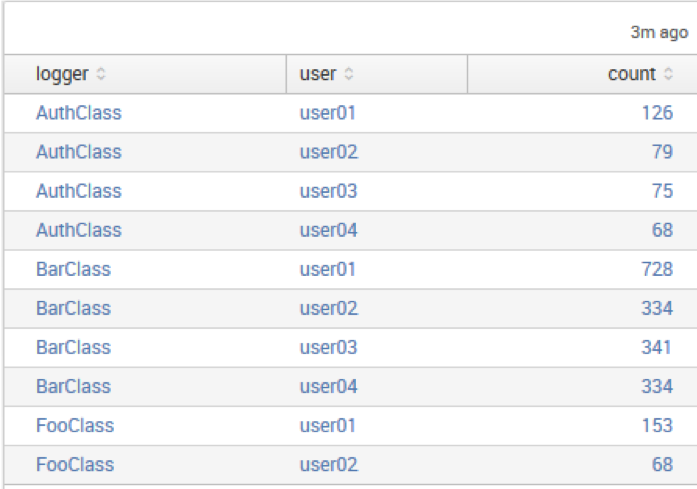 3m ago
logger user count
AuthClass user01 126
AuthClass user02 79
AuthClass user03 75
AuthClass user04 68
BarClass user01 728
BarClass user02 334
BarClass user03 341
BarClass user04 334
FooClass user01 153
FooClass user02 68